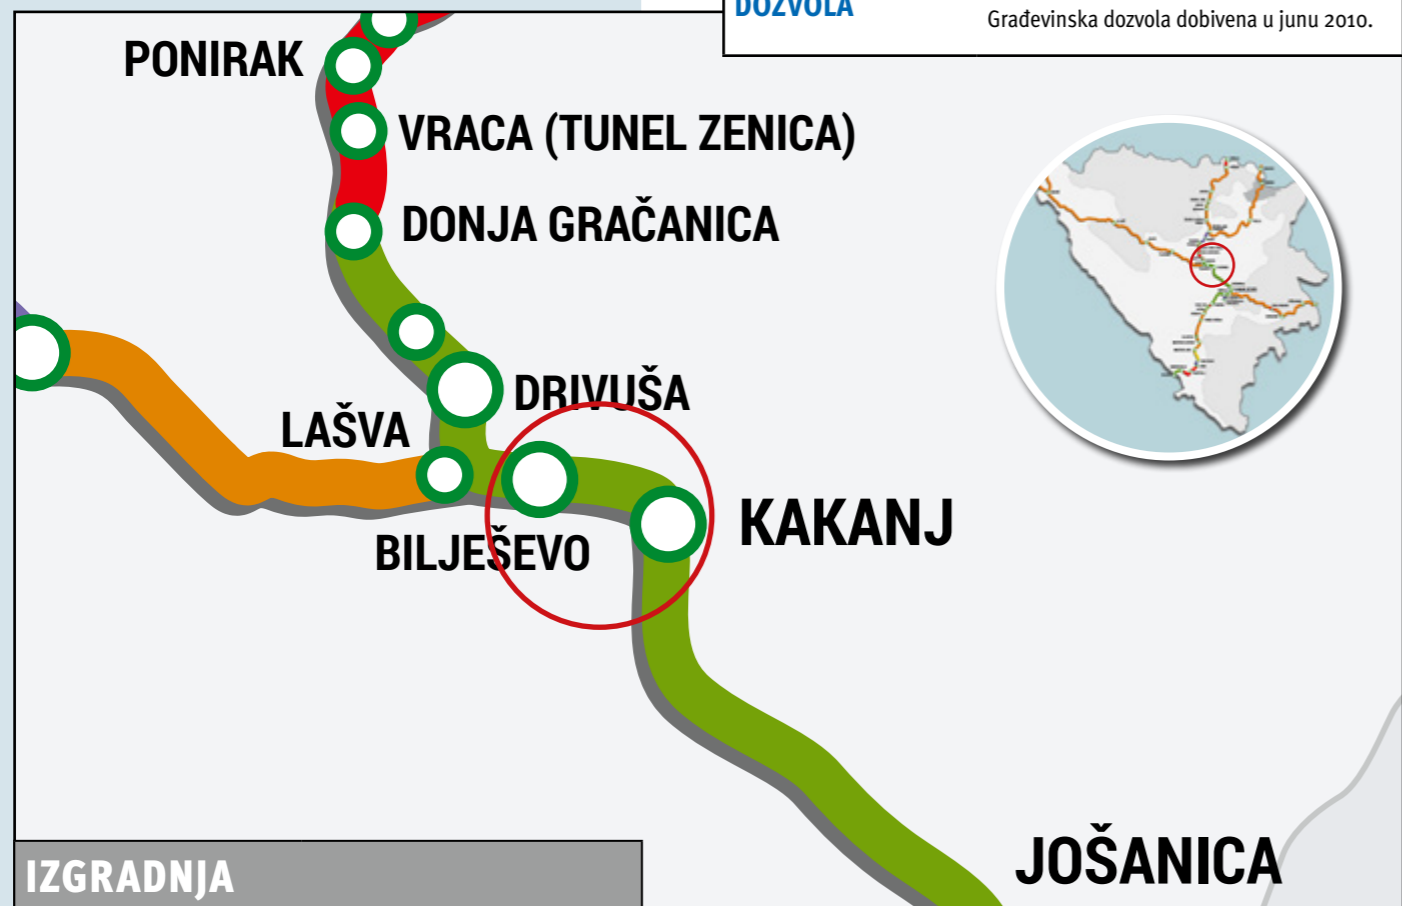 DOZVOLA
Građevinska dozvola dobivena u junu 2010.
PONIRAK
VRACA (TUNEL ZENICA)
DONJA GRAČANICA
DRIVUŠA
LAŠVA
BILJEŠEVO
KAKANJ
JOŠANICA
IZGRADNJA